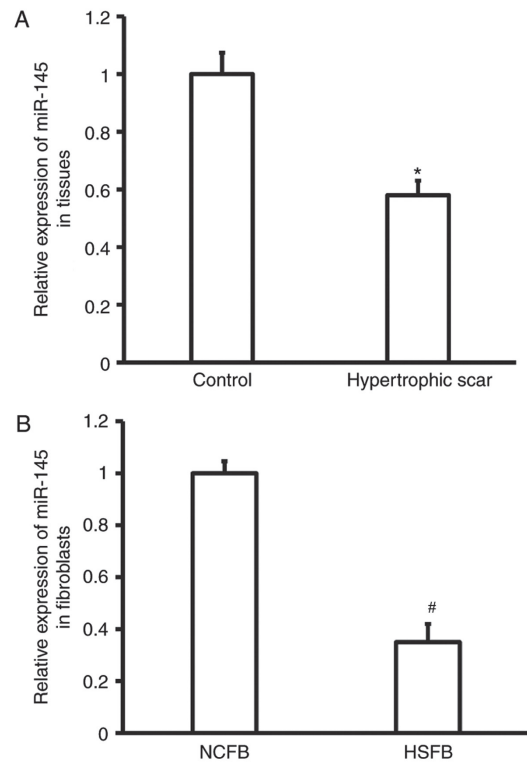 A
1.2
1
0.8
0.6
0.4
0.2
0
Relative expression of miR-145
in tissues
*
Control Hypertrophic scar
B
1.2
1
0.8
0.6
0.4
0.2
0
Relative expression of miR-145
in fibroblasts
#
NCFB HSFB